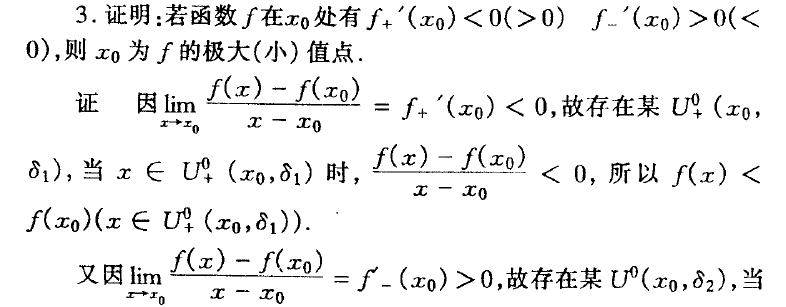 3. 证明:若函数 f 在x₀ 处有 f₊′(x₀)<0(>0) f₋′(x₀)>0(<
0),则 x₀ 为 f 的极大(小)值点.
证 因 lim_{x→x₀} (f(x) − f(x₀))/(x − x₀) = f₊′(x₀) < 0,故存在某 U₊⁰ (x₀,
δ₁), 当 x ∈ U₊⁰ (x₀,δ₁) 时, (f(x) − f(x₀))/(x − x₀) < 0, 所以 f(x) <
f(x₀)(x ∈ U₊⁰ (x₀,δ₁)).
又因 lim_{x→x₀} (f(x) − f(x₀))/(x − x₀) = f′₋(x₀)>0,故存在某 U⁰(x₀,δ₂),当